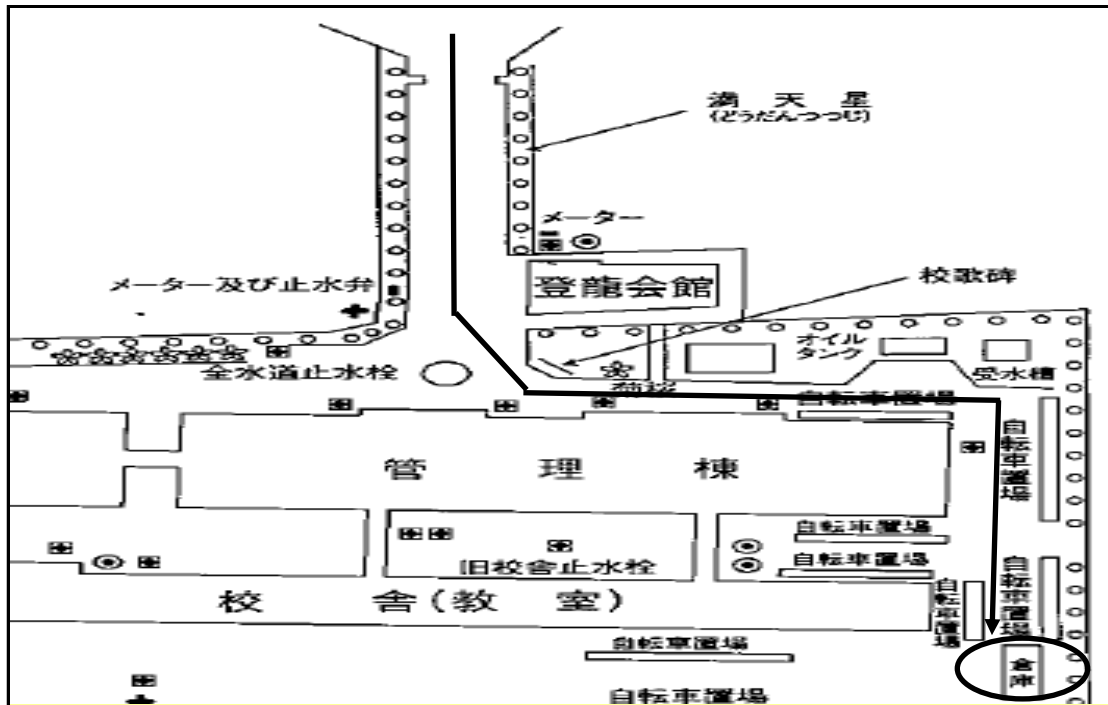 満天星
(どうだんつつじ)
メーター
登龍会館
校歌碑
メーター及び止水弁
オイル
タンク
受水槽
全水道止水栓
自転車置場
自転車置場
管理棟
自転車置場
自転車置場
旧校舎止水栓
自転車置場
自転車置場
校舎(教室)
自転車置場
倉庫
自転車置場